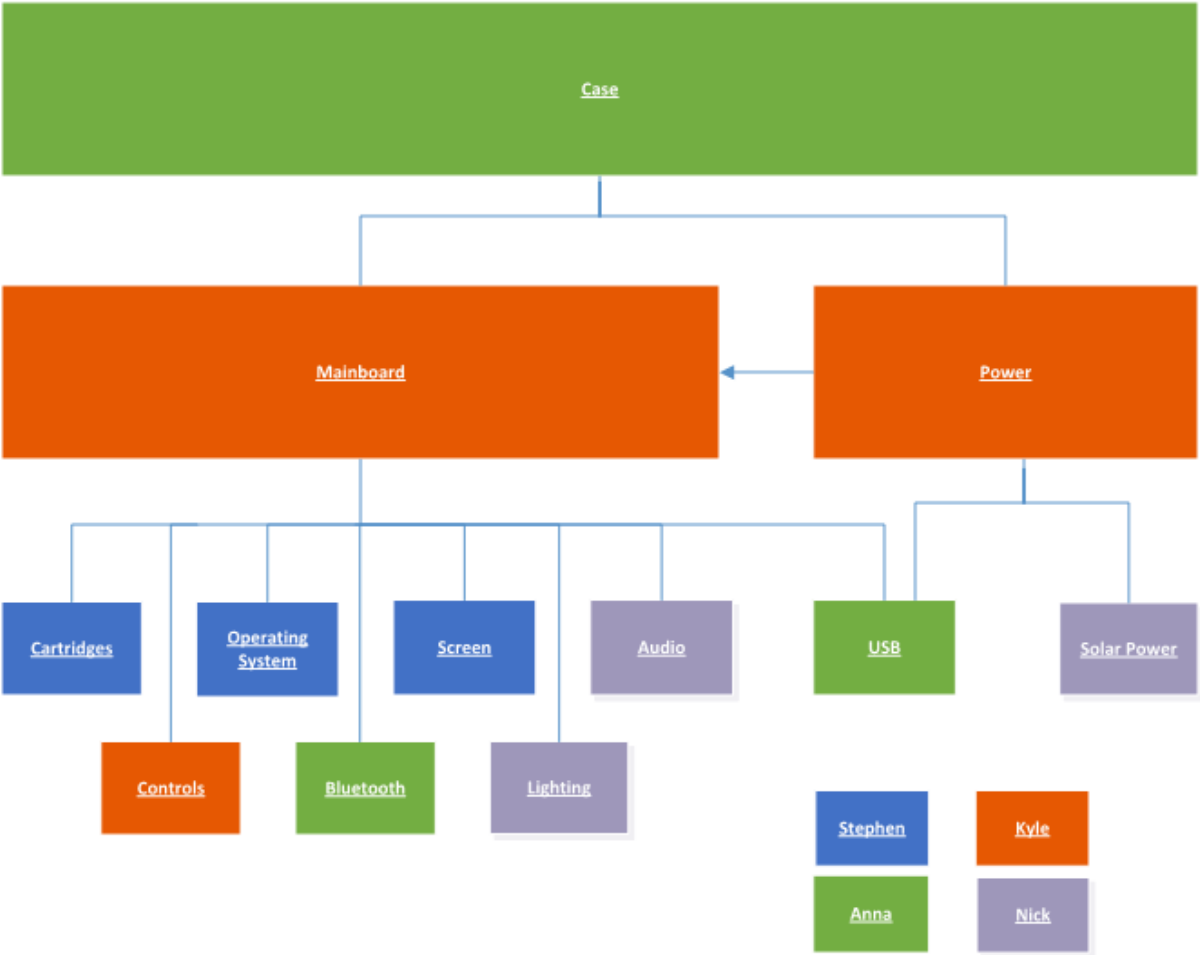 Case
Mainboard
Power
Cartridges
Operating
System
Screen
Audio
USB
Solar Power
Controls
Bluetooth
Lighting
Stephen
Kyle
Anna
Nick